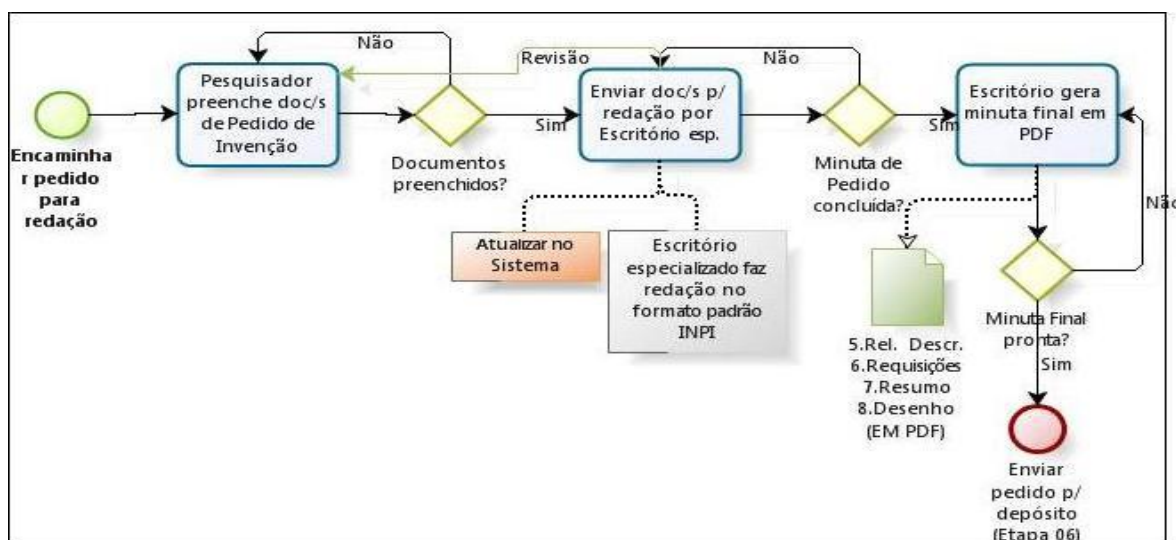 Não
Revisão
Não
Pesquisador
preenche doc/s
de Pedido de
Invenção
Enviar doc/s p/
redação por
Escritório esp.
Escritório gera
minuta final em
PDF
Sim
Sim
Encaminha
r pedido
para
redação
Documentos
preenchidos?
Minuta de
Pedido
concluída?
Não
Atualizar no
Sistema
Escritório
especializado faz
redação no
formato padrão
INPI
Minuta Final
pronta?
5.Rel. Descr.
6.Requisições
7.Resumo
8.Desenho
(EM PDF)
Sim
Enviar
pedido p/
depósito
(Etapa 06)